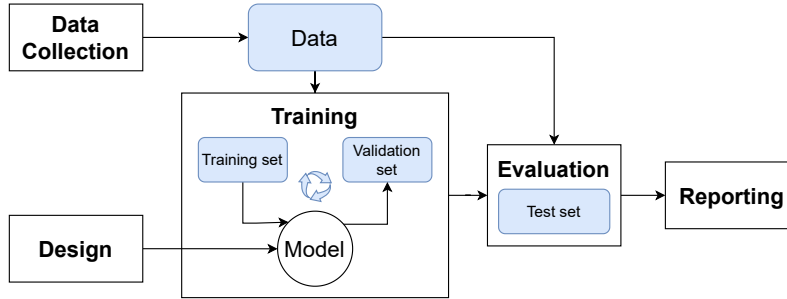 Data
Collection
Data
Training
Training set
Validation
set
Evaluation
Test set
Reporting
Design
Model